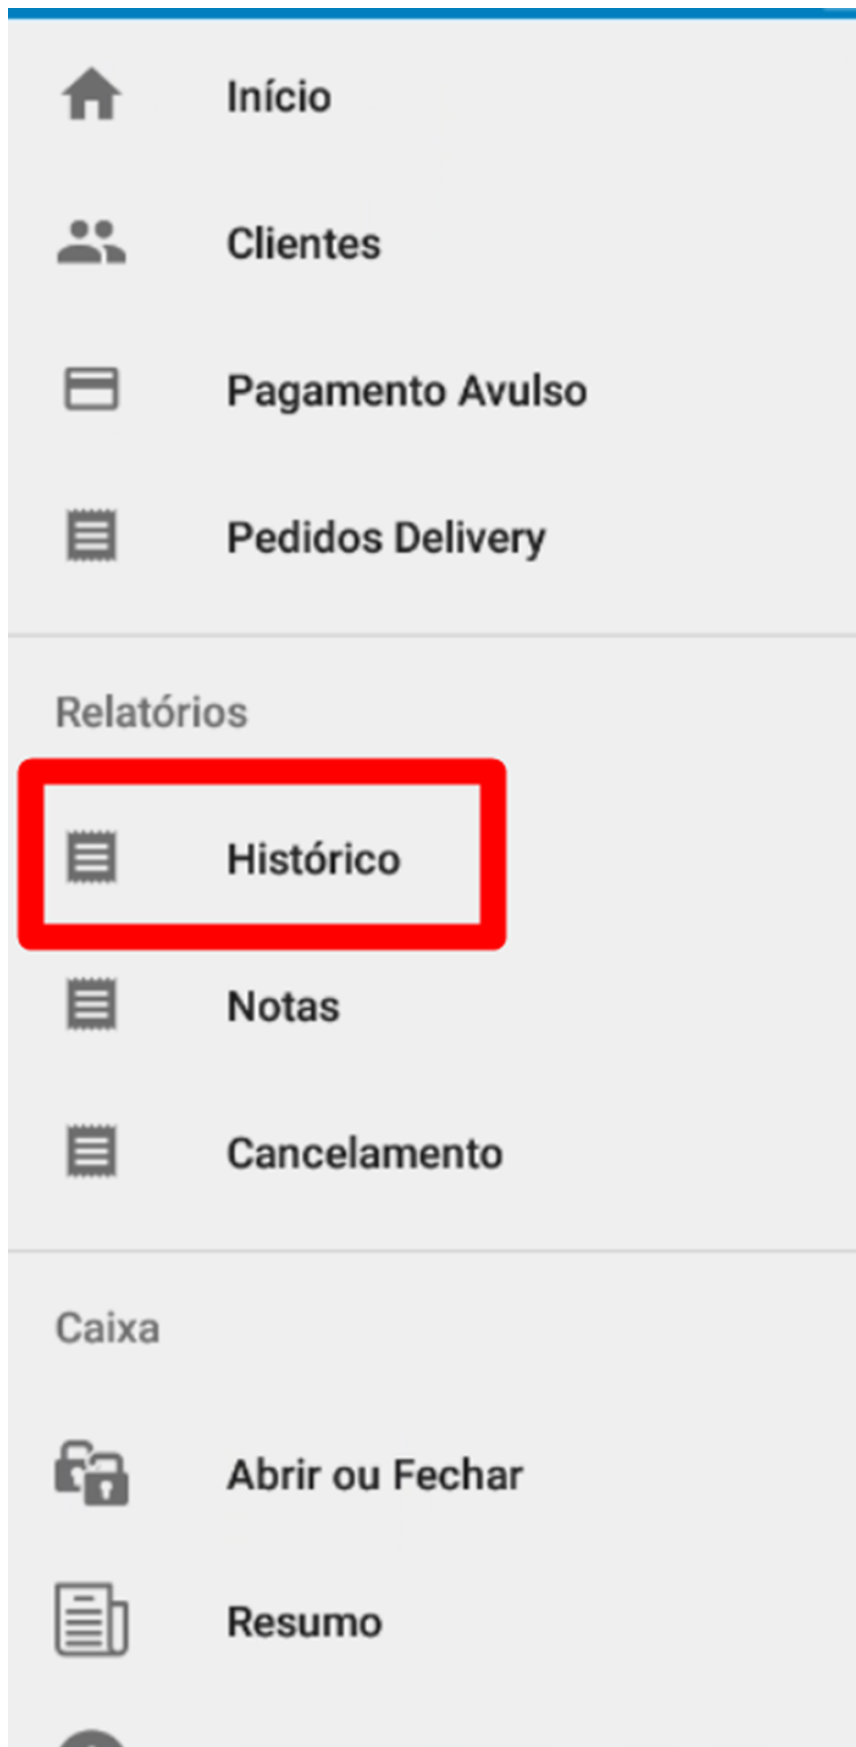 Início
Clientes
Pagamento Avulso
Pedidos Delivery
Relatórios
Histórico
Notas
Cancelamento
Caixa
Abrir ou Fechar
Resumo